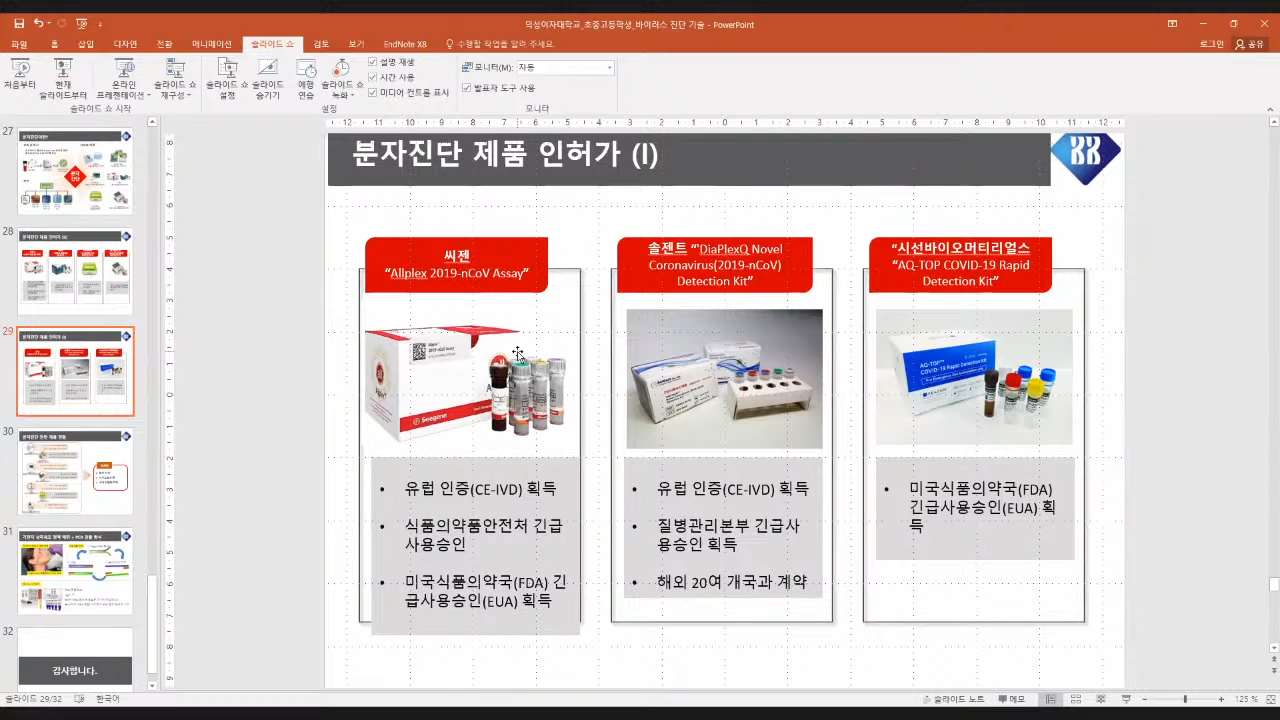 덕성여자대학교_초중고등학생_바이러스 진단 기술 - PowerPoint
파일 홈 삽입 디자인 전환 애니메이션 슬라이드 쇼 검토 보기 EndNote X8 수행할 작업을 알려 주세요. 로그인 공유
처음부터
현재 슬라이드부터
온라인 프레젠테이션
슬라이드 쇼 재구성
슬라이드 쇼 설정
슬라이드 숨기기
예행 연습
슬라이드 쇼 녹화
설명 재생
시간 사용
미디어 컨트롤 표시
모니터(M): 자동
발표자 도구 사용
슬라이드 쇼 시작
설정
모니터
27
28
29
30
31
32
감사합니다.
분자진단 제품 인허가 (I)
씨젠
“Allplex 2019-nCoV Assay”
유럽 인증(CE-IVD) 획득
식품의약품안전처 긴급
사용승인
미국식품의약국(FDA) 긴
급사용승인(EUA) 획득
솔젠트 “'DiaPlexQ Novel
Coronavirus(2019-nCoV)
Detection Kit”
유럽 인증(CE-IVD) 획득
질병관리본부 긴급사
용승인 획득
해외 20여 개국과 계약
“시선바이오머티리얼스
“AQ-TOP COVID-19 Rapid
Detection Kit”
AQ-TOP™
COVID-19 Rapid Detection Kit
미국식품의약국(FDA)
긴급사용승인(EUA) 획
득
Seegene
슬라이드 29/32 한국어 슬라이드 노트 메모 125 %